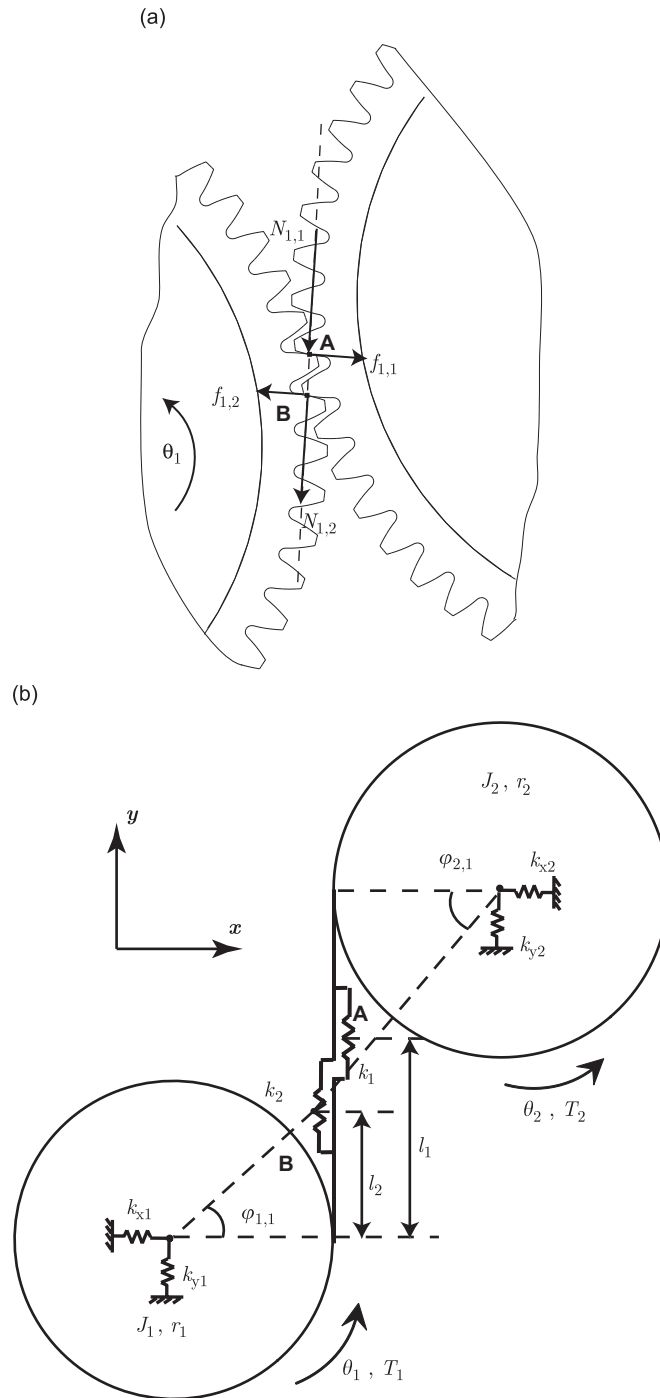 (a)
N1,1
A
f1,1
f1,2
B
θ1
N1,2
(b)
J2 , r2
y
φ2,1
kx2
x
ky2
A
k1
k2
θ2 , T2
l1
B
l2
kx1
φ1,1
ky1
J1 , r1
θ1 , T1